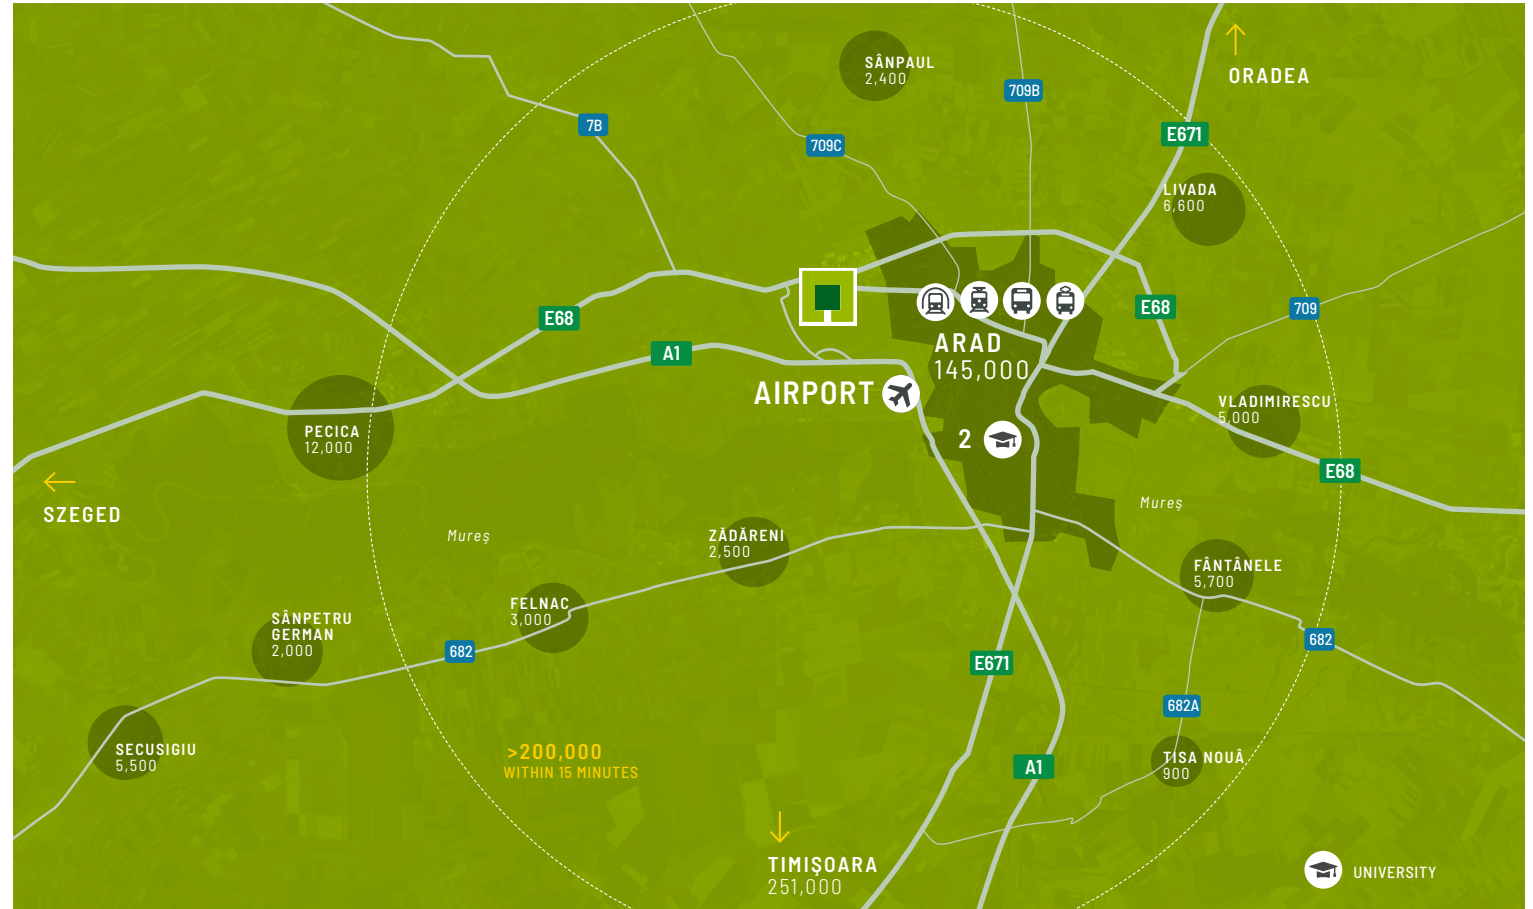 SÂNPAUL
2,400
ORADEA
709B
7B
E671
709C
LIVADA
6,600
E68
E68
709
A1
ARAD
145,000
AIRPORT
VLADIMIRESCU
5,000
PECICA
12,000
2
E68
SZEGED
Mureș
Mureș
ZĂDĂRENI
2,500
FÂNTÂNELE
5,700
FELNAC
3,000
SÂNPETRU
GERMAN
2,000
682
682
E671
682A
SECUSIGIU
5,500
>200,000
WITHIN 15 MINUTES
A1
TISA NOUÂ
900
TIMIŞOARA
251,000
UNIVERSITY